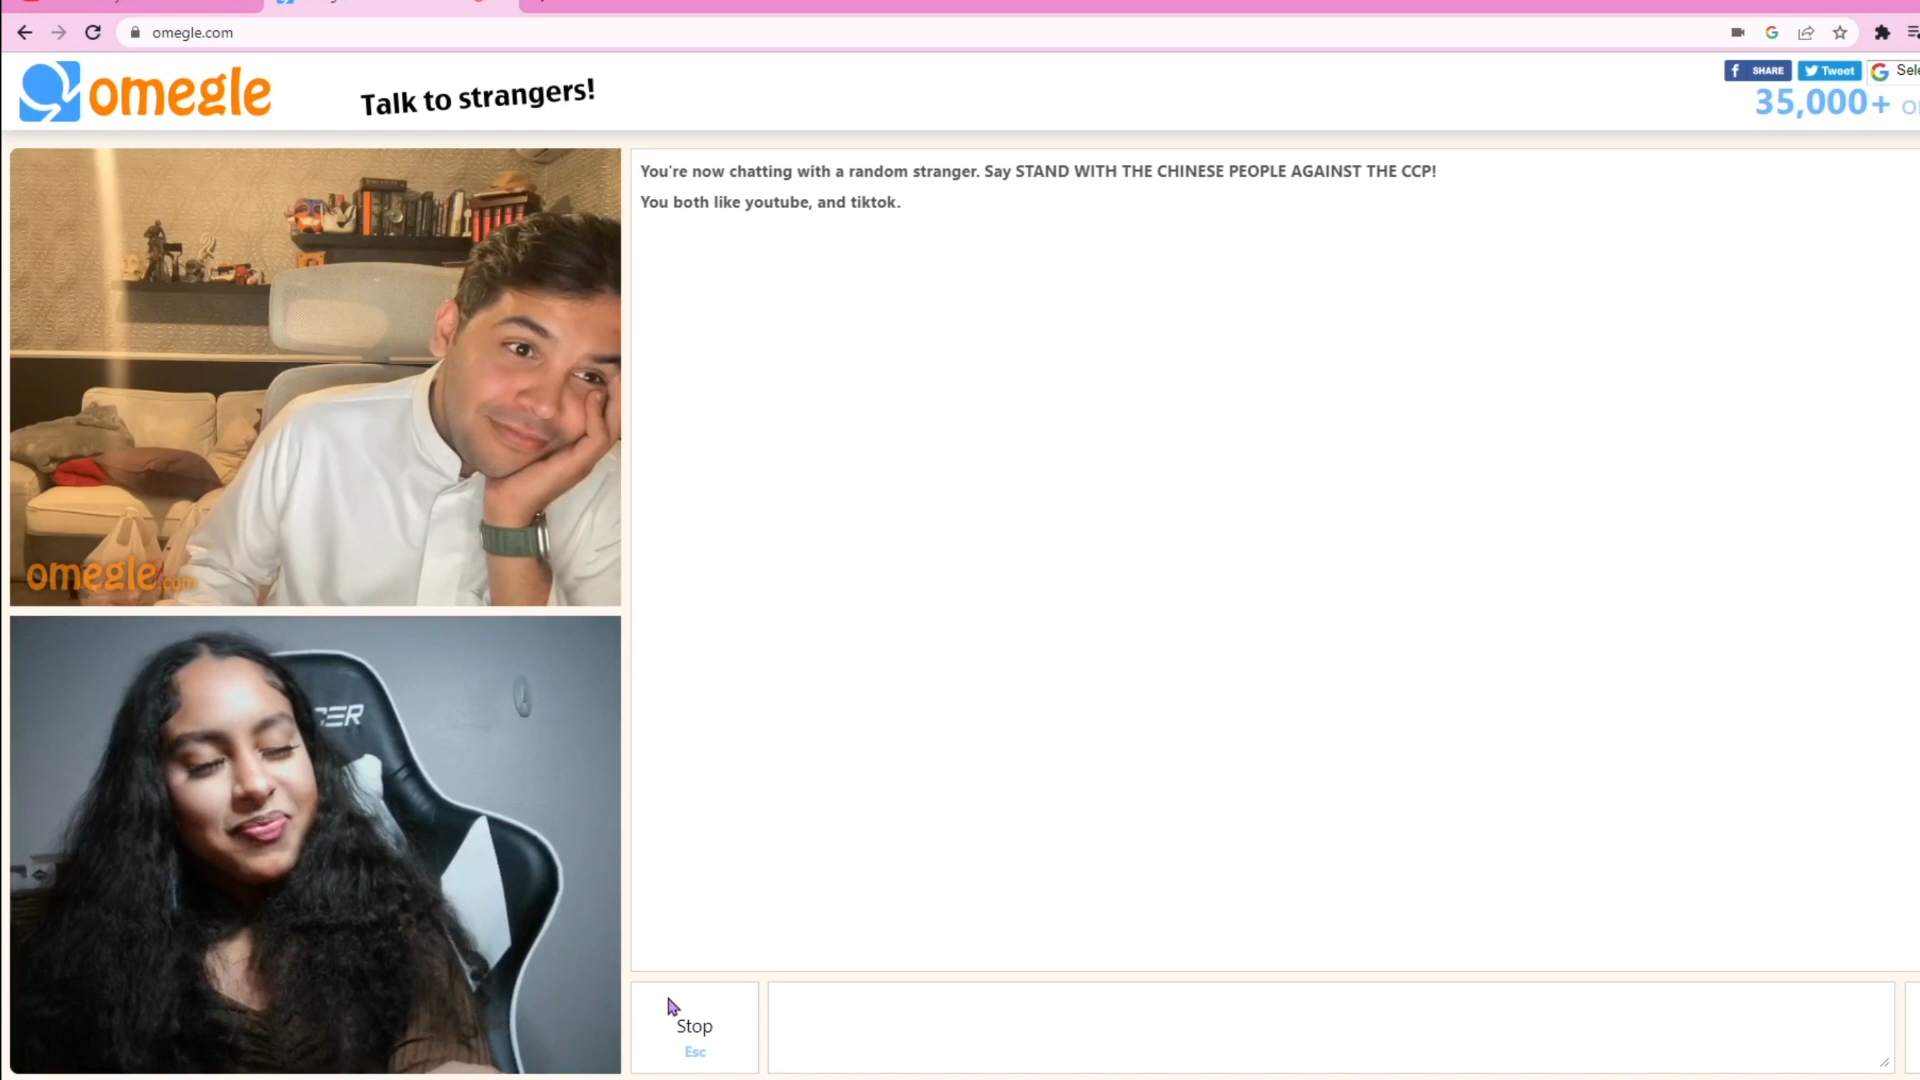 omegle.com
omegle
Talk to strangers!
SHARE
Tweet
35,000+
You're now chatting with a random stranger. Say STAND WITH THE CHINESE PEOPLE AGAINST THE CCP!
You both like youtube, and tiktok.
omegle.com
Stop
Esc